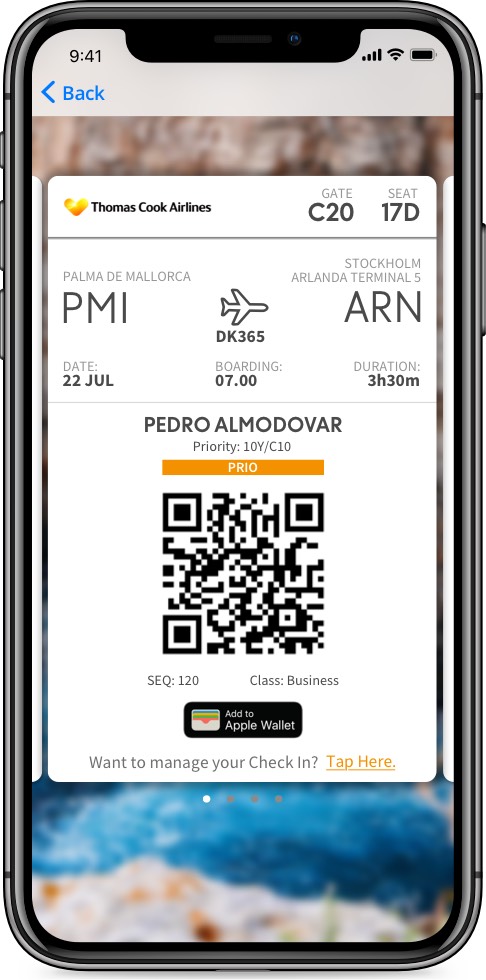 9:41
Back
Thomas Cook Airlines
GATE SEAT
C20 17D
STOCKHOLM
PALMA DE MALLORCA ARLANDA TERMINAL 5
PMI ARN
DK365
DATE: BOARDING: DURATION:
22 JUL 07.00 3h30m
PEDRO ALMODOVAR
Priority: 10Y/C10
PRIO
SEQ: 120 Class: Business
Add to
Apple Wallet
Want to manage your Check In? Tap Here.